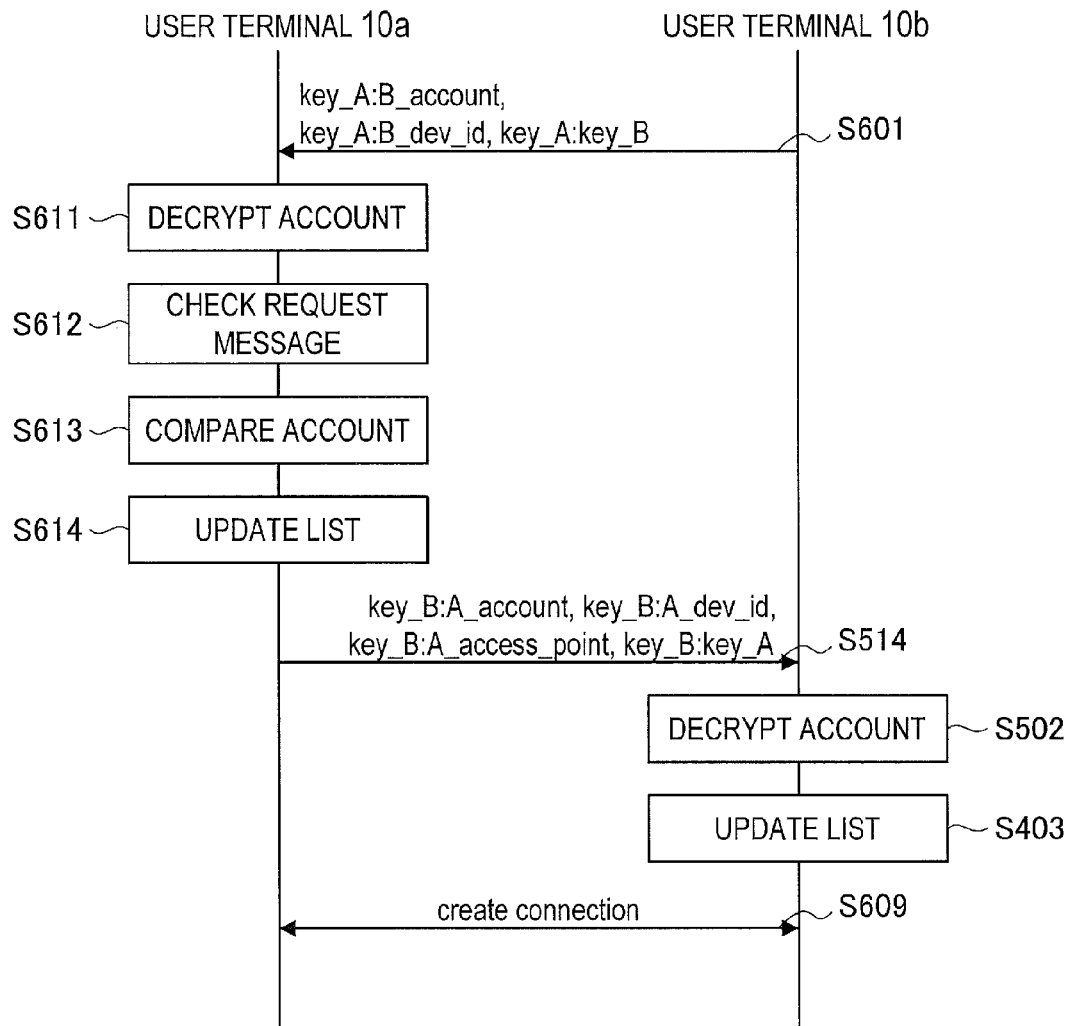 USER TERMINAL 10a
USER TERMINAL 10b
key_A:B_account,
key_A:B_dev_id, key_A:key_B
S601
S611
DECRYPT ACCOUNT
S612
CHECK REQUEST
MESSAGE
S613
COMPARE ACCOUNT
S614
UPDATE LIST
key_B:A_account, key_B:A_dev_id,
key_B:A_access_point, key_B:key_A
S514
DECRYPT ACCOUNT
S502
UPDATE LIST
S403
create connection
S609